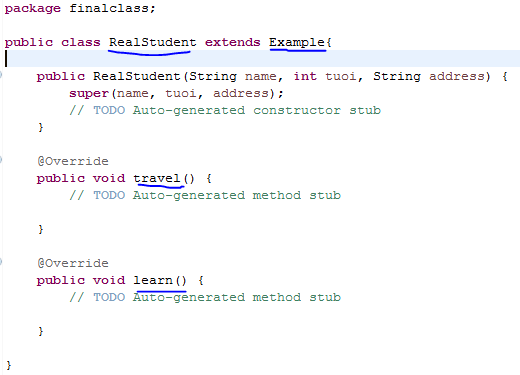 package finalclass;
public class RealStudent extends Example{
public RealStudent(String name, int tuoi, String address) {
super(name, tuoi, address);
// TODO Auto-generated constructor stub
}
@Override
public void travel() {
// TODO Auto-generated method stub
}
@Override
public void learn() {
// TODO Auto-generated method stub
}
}